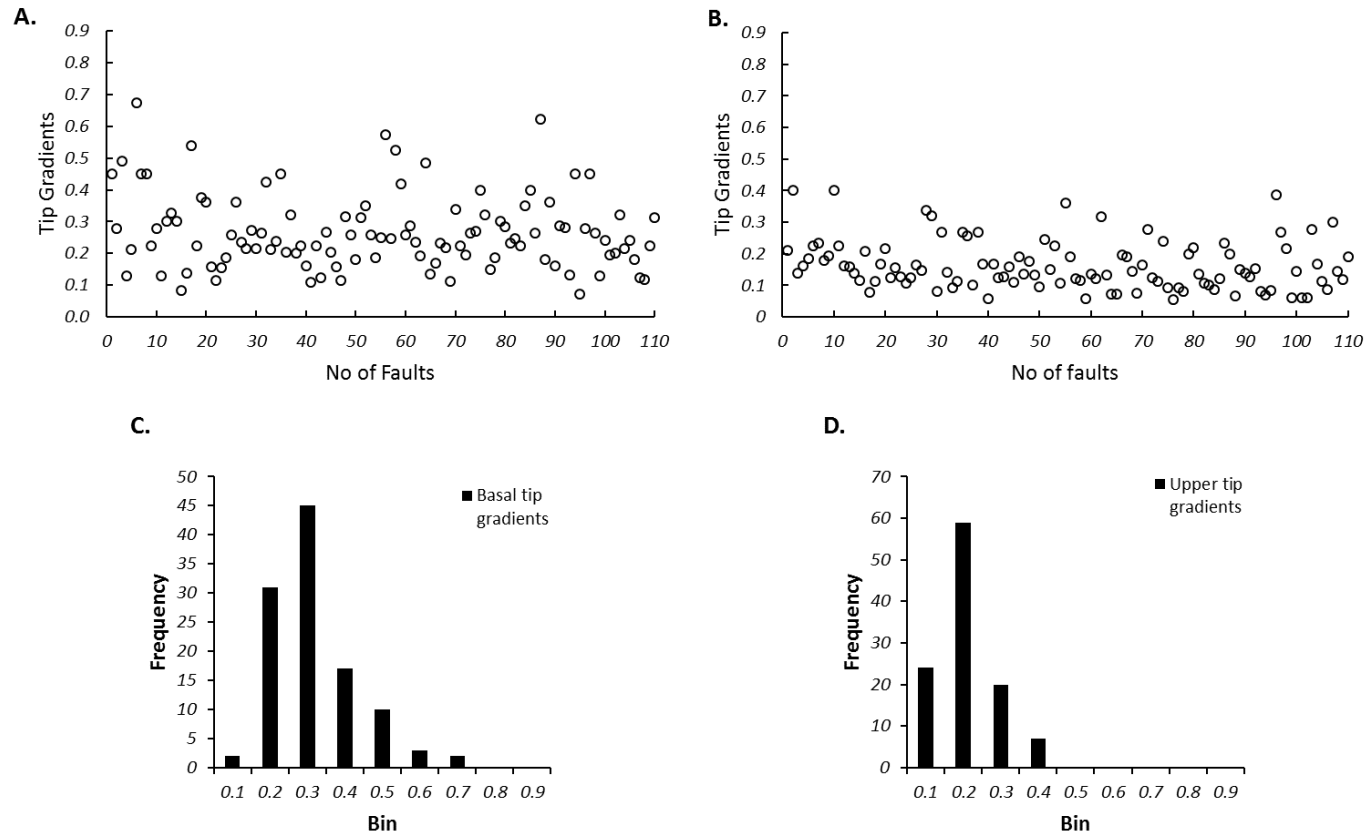 A.
0.9
0.8
0.7
0.6
0.5
0.4
0.3
0.2
0.1
0.0
Tip Gradients
0 10 20 30 40 50 60 70 80 90 100 110
No of Faults
B.
0.9
0.8
0.7
0.6
0.5
0.4
0.3
0.2
0.1
0
Tip Gradients
0 10 20 30 40 50 60 70 80 90 100 110
No of faults
C.
50
45
40
35
30
25
20
15
10
5
0
Frequency
Basal tip
gradients
0.1 0.2 0.3 0.4 0.5 0.6 0.7 0.8 0.9
Bin
D.
70
60
50
40
30
20
10
0
Frequency
Upper tip
gradients
0.1 0.2 0.3 0.4 0.5 0.6 0.7 0.8 0.9
Bin